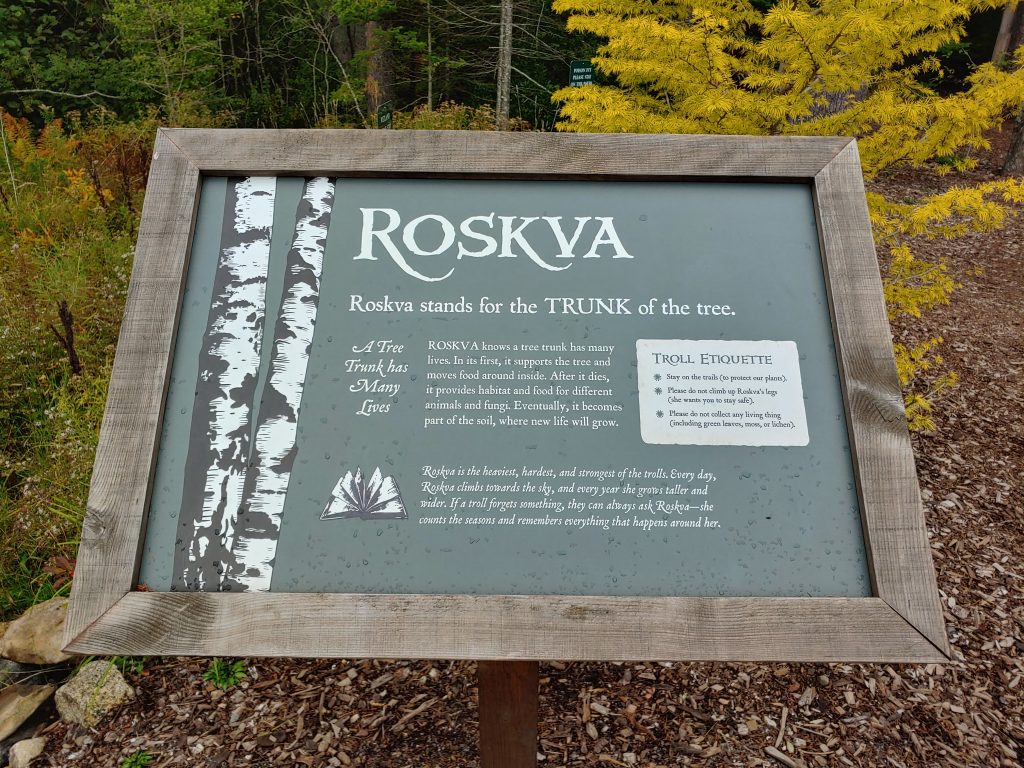 POISON IVY
PLEASE STAY
ROSKVA
Roskva stands for the TRUNK of the tree.
A Tree
Trunk has
Many
Lives
ROSKVA knows a tree trunk has many
lives. In its first, it supports the tree and
moves food around inside. After it dies,
it provides habitat and food for different
animals and fungi. Eventually, it becomes
part of the soil, where new life will grow.
TROLL ETIQUETTE
Stay on the trails (to protect our plants).
Please do not climb up Roskva's legs
(she wants you to stay safe).
Please do not collect any living thing
(including green leaves, moss, or lichen).
Roskva is the heaviest, hardest, and strongest of the trolls. Every day,
Roskva climbs towards the sky, and every year she grows taller and
wider. If a troll forgets something, they can always ask Roskva—she
counts the seasons and remembers everything that happens around her.